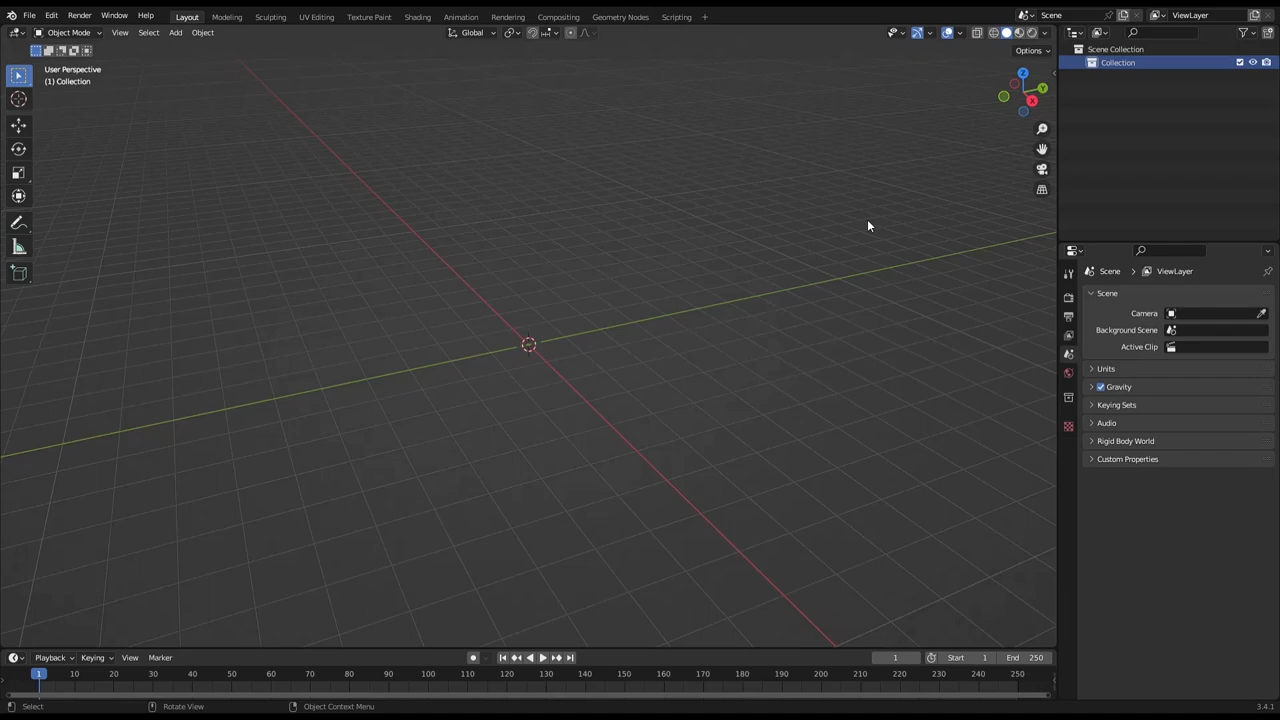 File Edit Render Window Help Layout Modeling Sculpting UV Editing Texture Paint Shading Animation Rendering Compositing Geometry Nodes Scripting + Scene ViewLayer
Object Mode View Select Add Object Global
Options
User Perspective
(1) Collection
Z
Y
X
Scene Collection
Collection
Scene ViewLayer
Scene
Camera
Background Scene
Active Clip
Units
Gravity
Keying Sets
Audio
Rigid Body World
Custom Properties
Playback Keying View Marker 1 Start 1 End 250
1 10 20 30 40 50 60 70 80 90 100 110 120 130 140 150 160 170 180 190 200 210 220 230 240 250
Select Rotate View Object Context Menu 3.4.1